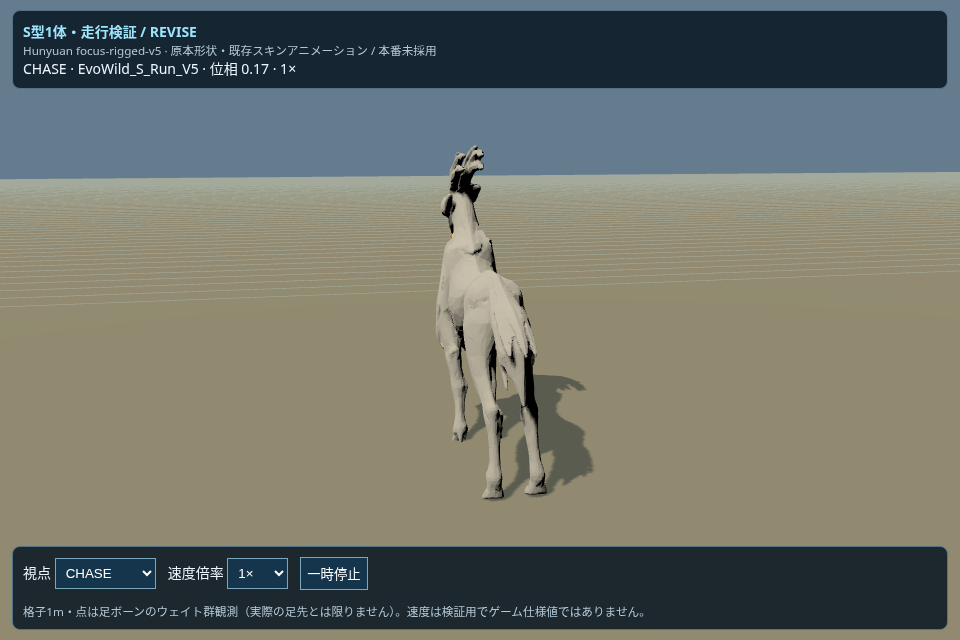 S型1体・走行検証 / REVISE
Hunyuan focus-rigged-v5 · 原本形状・既存スキンアニメーション / 本番未採用
CHASE · EvoWild_S_Run_V5 · 位相 0.17 · 1×
視点 CHASE 速度倍率 1× 一時停止
格子1m・点は足ボーンのウェイト群観測（実際の足先とは限りません）。速度は検証用でゲーム仕様値ではありません。